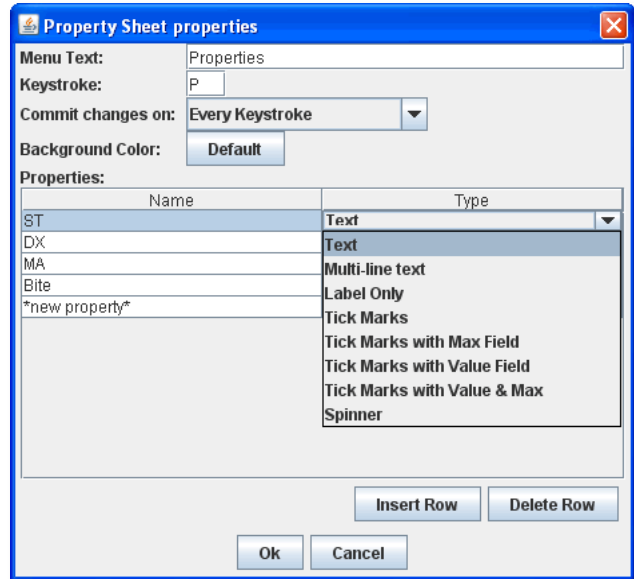 Property Sheet properties
Menu Text: Properties
Keystroke: P
Commit changes on: Every Keystroke
Background Color: Default
Properties:
Name Type
ST Text
DX Text
MA Multi-line text
Bite Label Only
*new property* Tick Marks
Tick Marks with Max Field
Tick Marks with Value Field
Tick Marks with Value & Max
Spinner
Insert Row Delete Row
Ok Cancel